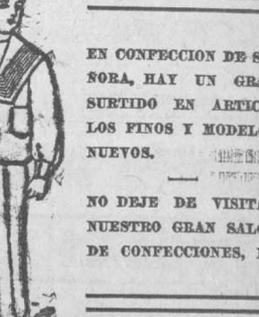 EN CONFECCION DE S
ÑORA, HAY UN GRA
SURTIDO EN ARTIC
LOS FINOS Y MODEL
NUEVOS.
NO DEJE DE VISITA
NUESTRO GRAN SALO
DE CONFECCIONES,